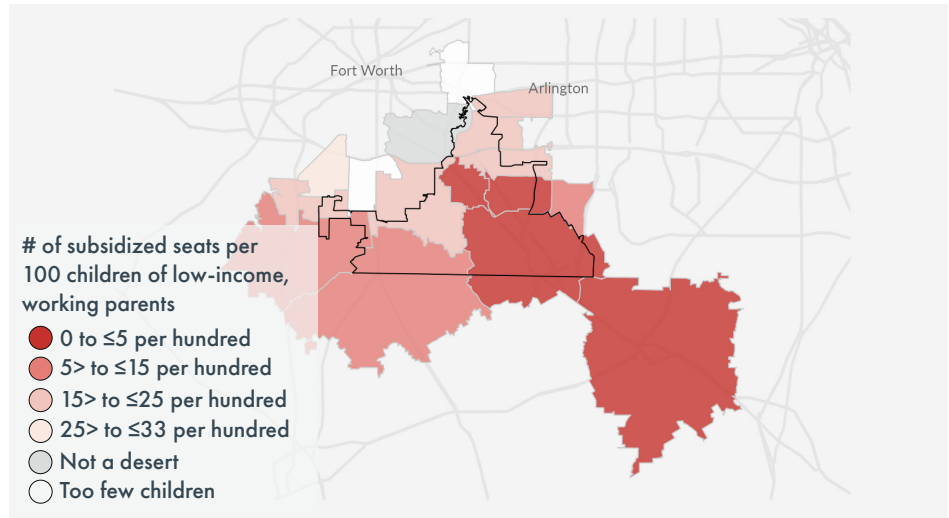 Fort Worth
Arlington
# of subsidized seats per
100 children of low-income,
working parents
0 to ≤5 per hundred
5> to ≤15 per hundred
15> to ≤25 per hundred
25> to ≤33 per hundred
Not a desert
Too few children